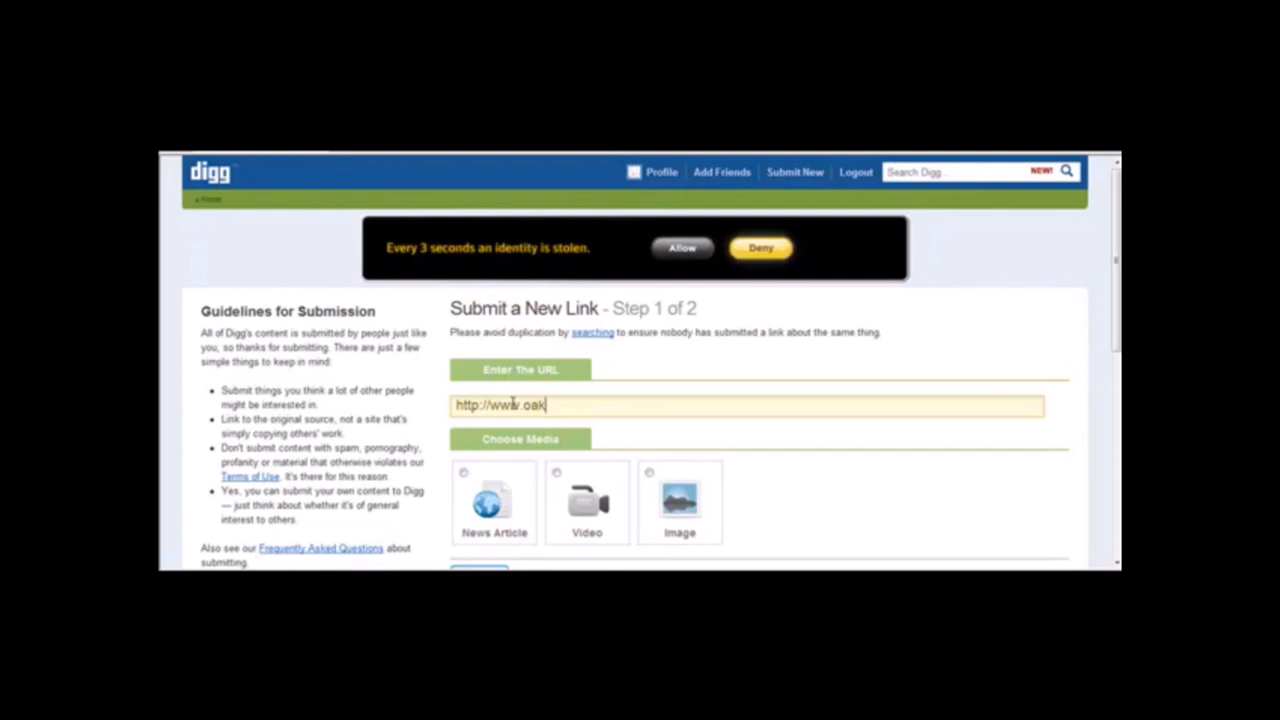 digg
Profile Add Friends Submit New Logout Search Digg... NEW!
Home
Every 3 seconds an identity is stolen. Allow Deny
Guidelines for Submission
All of Digg's content is submitted by people just like
you, so thanks for submitting. There are just a few
simple things to keep in mind:
Submit things you think a lot of other people
might be interested in.
Link to the original source, not a site that's
simply copying others' work.
Don't submit content with spam, pornography,
profanity or material that otherwise violates our
Terms of Use. It's there for this reason.
Yes, you can submit your own content to Digg
— just think about whether it's of general
interest to others.
Also see our Frequently Asked Questions about
submitting.
Submit a New Link - Step 1 of 2
Please avoid duplication by searching to ensure nobody has submitted a link about the same thing.
Enter The URL
http://www.oak
Choose Media
News Article Video Image